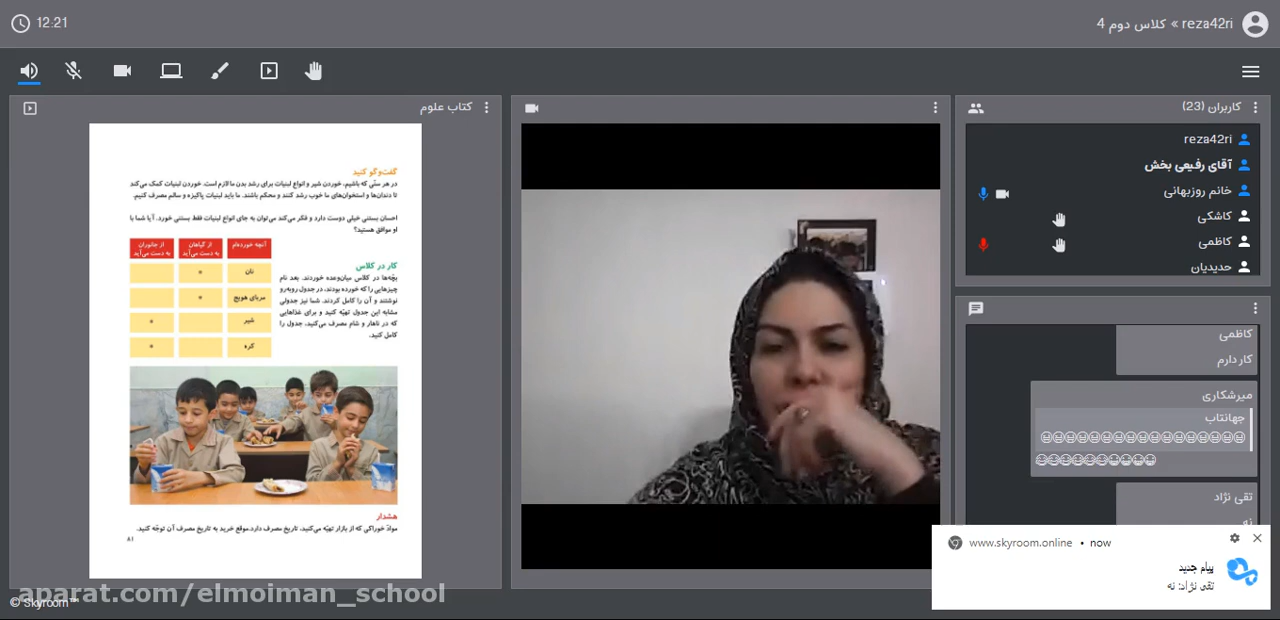 12.21
reza42ri » کلاس دوم 4
کتاب علوم
گفت‌وگو کنید
در هر سنّی که باشیم، خوردن شیر و انواع لبنیات برای رشد بدن ما لازم است. خوردن لبنیات کمک می‌کند
تا دندان‌ها و استخوان‌های ما خوب رشد کنند و محکم باشند. ما باید لبنیات پاکیزه و سالم مصرف کنیم.
احسان بستنی خیلی دوست دارد و فکر می‌کند می‌توان به جای انواع لبنیات فقط بستنی خورد. آیا شما با
او موافق هستید؟
آنچه خورده‌ام
از گیاهان به دست می‌آید
از جانوران به دست می‌آید
نان
مربای هویج
شیر
کره
کار در کلاس
بچّه‌ها در کلاس میان‌وعده خوردند. بعد نام
چیزهایی را که خورده بودند، در جدول روبه‌رو
نوشتند و آن را کامل کردند. شما نیز جدولی
مشابه این جدول تهیّه کنید و برای غذاهایی
که در ناهار و شام مصرف می‌کنید، جدول را
کامل کنید.
هشدار
موادّ خوراکی که از بازار تهیّه می‌کنید، تاریخ مصرف دارد.موقع خرید به تاریخ مصرف آن توجّه کنید.
۸۱
کاربران (23)
reza42ri
آقای رفیعی بخش
خانم روزبهانی
کاشکی
کاظمی
حدیدیان
کاظمی
کار دارم
میرشکاری
جهانتاب
تقی نژاد
نه
www.skyroom.online • now
پیام جدید
تقی نژاد: نه
aparat.com/elmoiman_school
© Skyroom™